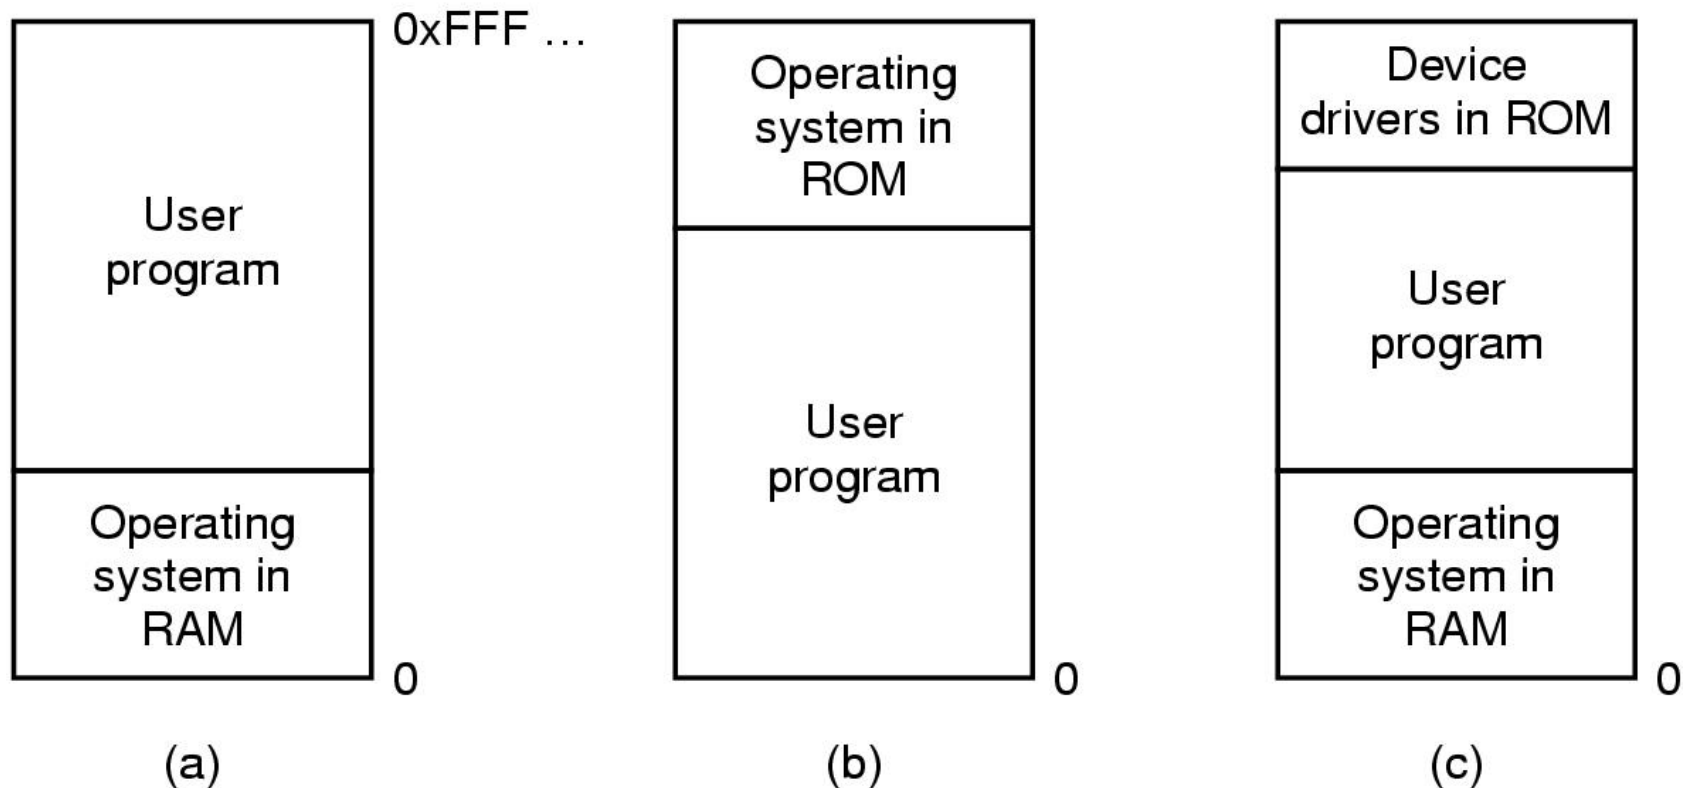 0xFFF ...
User
program
Operating
system in
RAM
0
(a)
Operating
system in
ROM
User
program
0
(b)
Device
drivers in ROM
User
program
Operating
system in
RAM
0
(c)